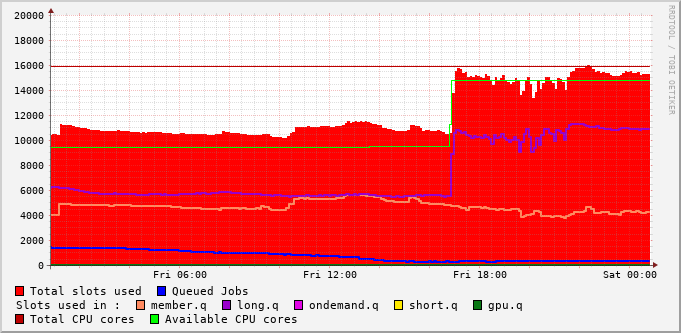 RRDTOOL / TOBI OETIKER
20000
18000
16000
14000
12000
10000
8000
6000
4000
2000
0
Fri 06:00 Fri 12:00 Fri 18:00 Sat 00:00
Total slots used Queued Jobs
Slots used in : member.q long.q ondemand.q short.q gpu.q
Total CPU cores Available CPU cores